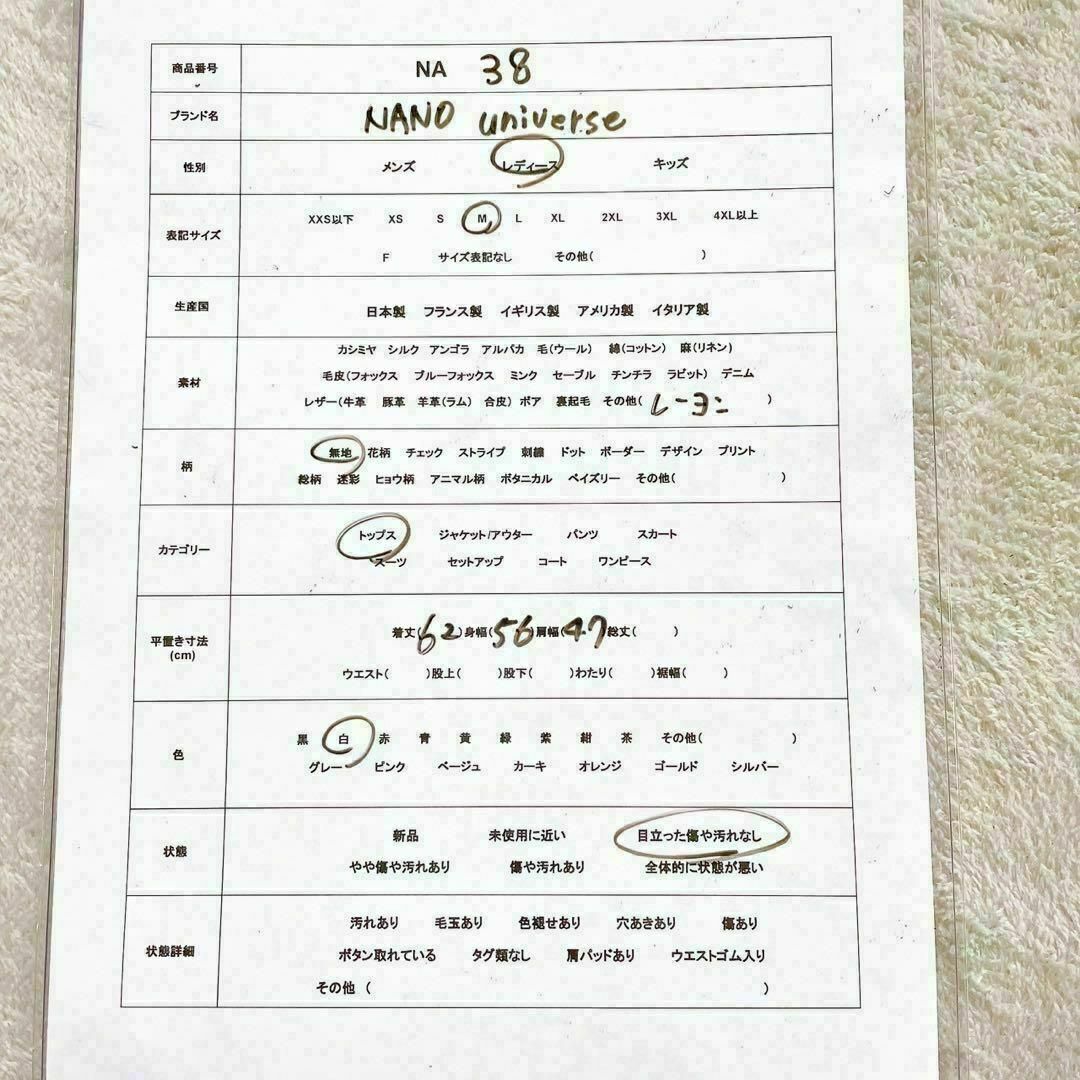 商品番号 NA 38
ブランド名 NANO universe
性別 メンズ レディース キッズ
表記サイズ
XXS以下 XS S M L XL 2XL 3XL 4XL以上
F サイズ表記なし その他( )
生産国 日本製 フランス製 イギリス製 アメリカ製 イタリア製
素材
カシミヤ シルク アンゴラ アルパカ 毛(ウール) 綿(コットン) 麻(リネン)
毛皮(フォックス ブルーフォックス ミンク セーブル チンチラ ラビット) デニム
レザー(牛革 豚革 羊革(ラム) 合皮) ボア 裏起毛 その他( レーヨン )
柄
無地 花柄 チェック ストライプ 刺繍 ドット ボーダー デザイン プリント
総柄 迷彩 ヒョウ柄 アニマル柄 ボタニカル ペイズリー その他( )
カテゴリー
トップス ジャケット/アウター パンツ スカート
スーツ セットアップ コート ワンピース
平置き寸法
(cm)
着丈(62)身幅(56)肩幅(47)総丈( )
ウエスト( )股上( )股下( )わたり( )裾幅( )
色
黒 白 赤 青 黄 緑 紫 紺 茶 その他( )
グレー ピンク ベージュ カーキ オレンジ ゴールド シルバー
状態
新品 未使用に近い 目立った傷や汚れなし
やや傷や汚れあり 傷や汚れあり 全体的に状態が悪い
状態詳細
汚れあり 毛玉あり 色褪せあり 穴あきあり 傷あり
ボタン取れている タグ類なし 肩パッドあり ウエストゴム入り
その他 ( )